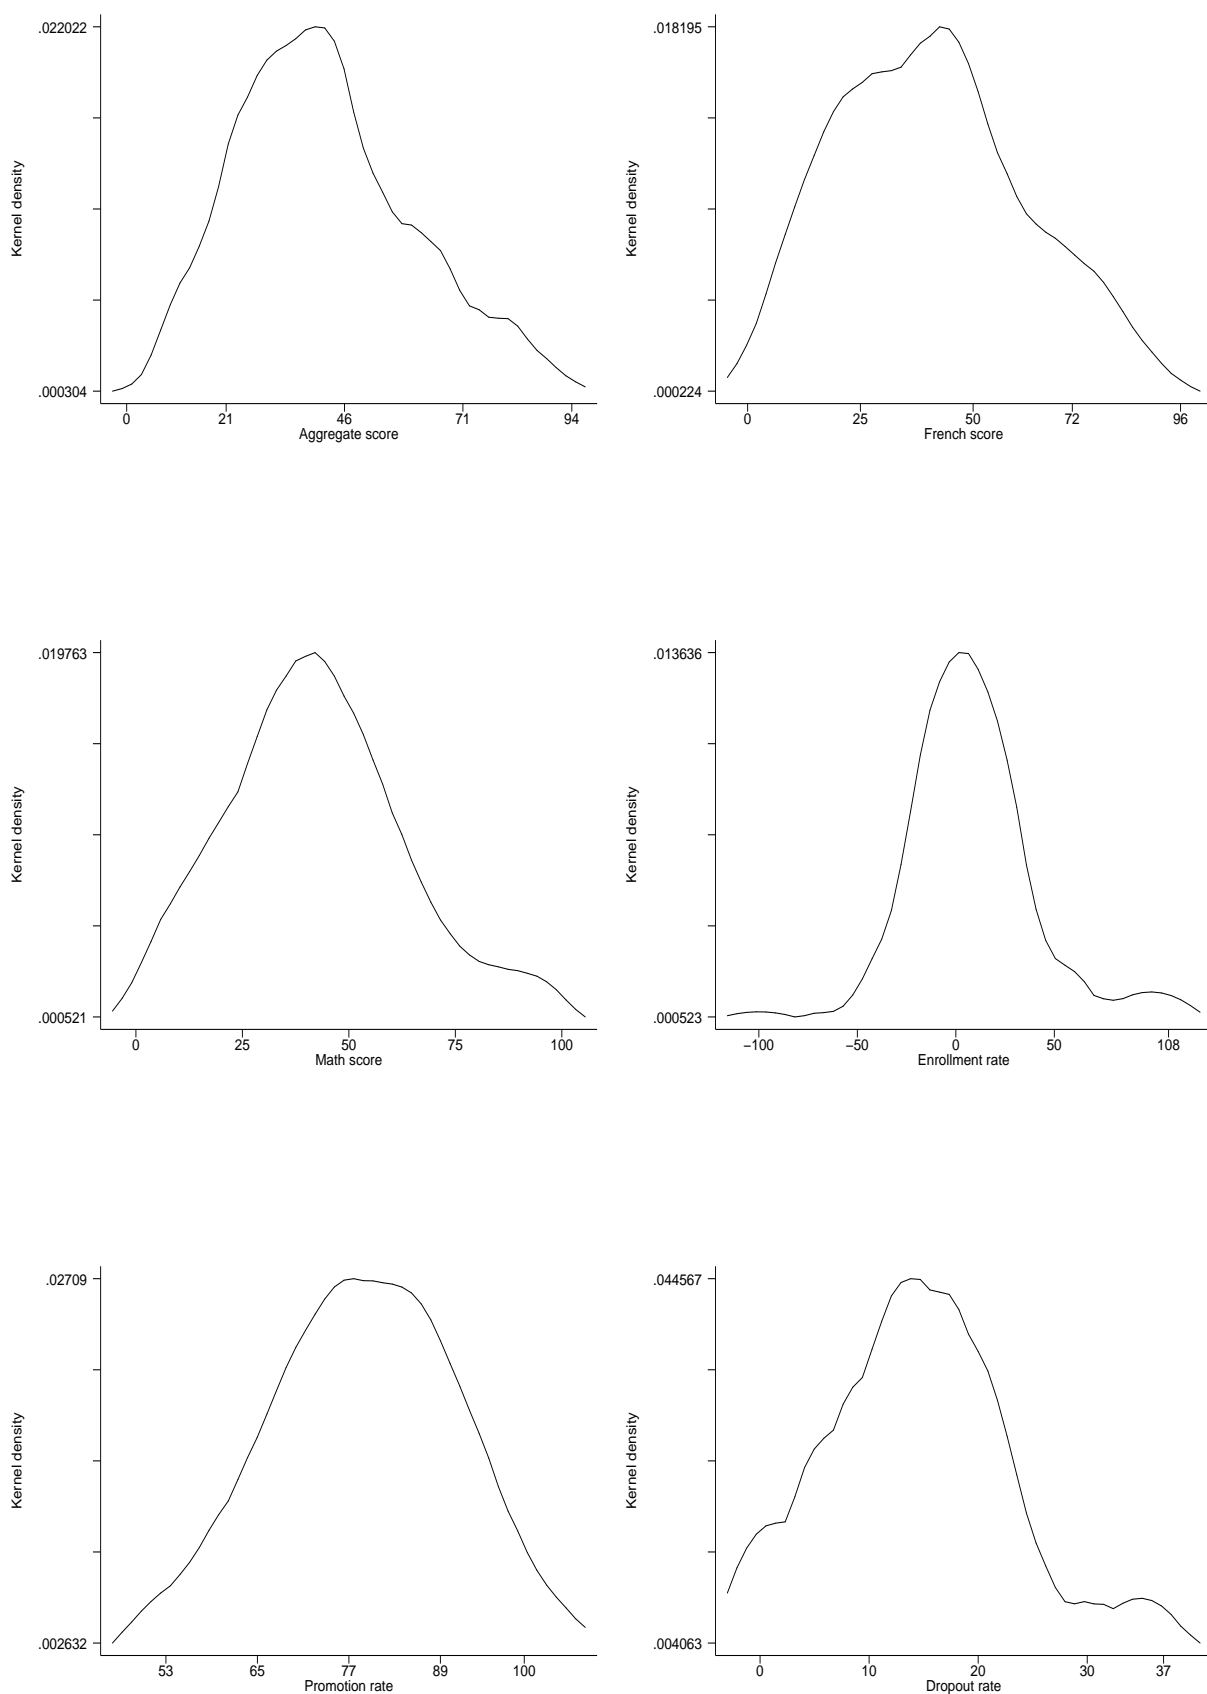 .022022
Kernel density
.000304
0 21 46 71 94
Aggregate score
.018195
Kernel density
.000224
0 25 50 72 96
French score
.019763
Kernel density
.000521
0 25 50 75 100
Math score
.013636
Kernel density
.000523
−100 −50 0 50 108
Enrollment rate
.02709
Kernel density
.002632
53 65 77 89 100
Promotion rate
.044567
Kernel density
.004063
0 10 20 30 37
Dropout rate